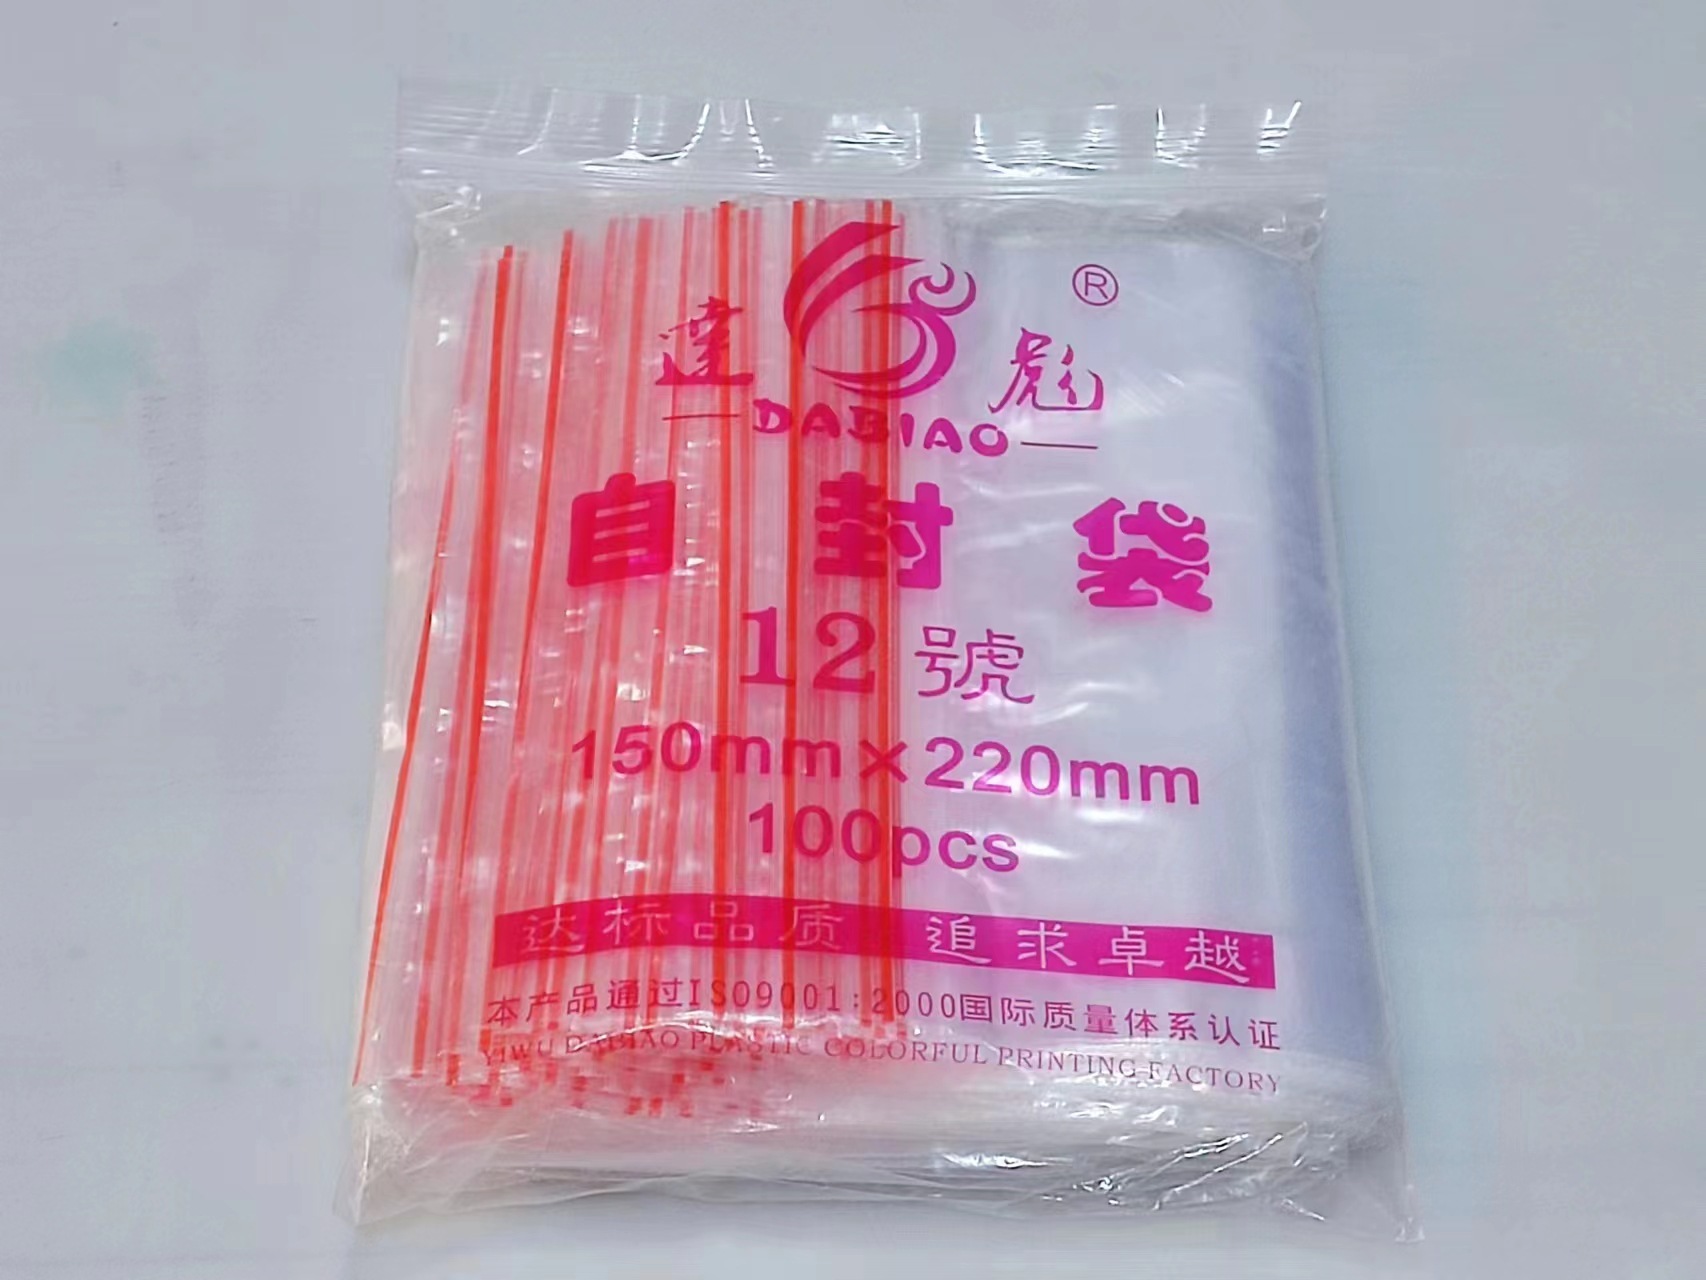 ®
達彪
DABIAO
自封袋
12號
150mm×220mm
100pcs
达标品质 追求卓越
本产品通过ISO9001:2000国际质量体系认证
YIWU DABIAO PLASTIC COLORFUL PRINTING FACTORY